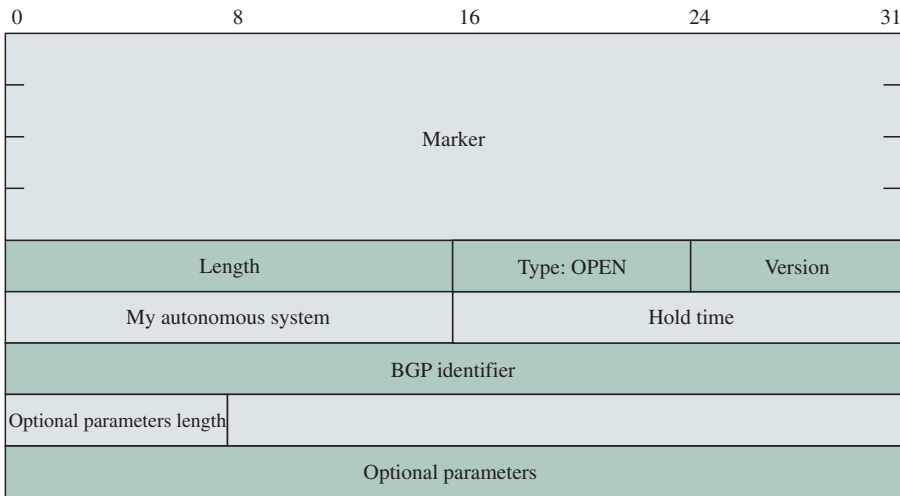 0 8 16 24 31
Marker
Length Type: OPEN Version
My autonomous system Hold time
BGP identifier
Optional parameters length
Optional parameters